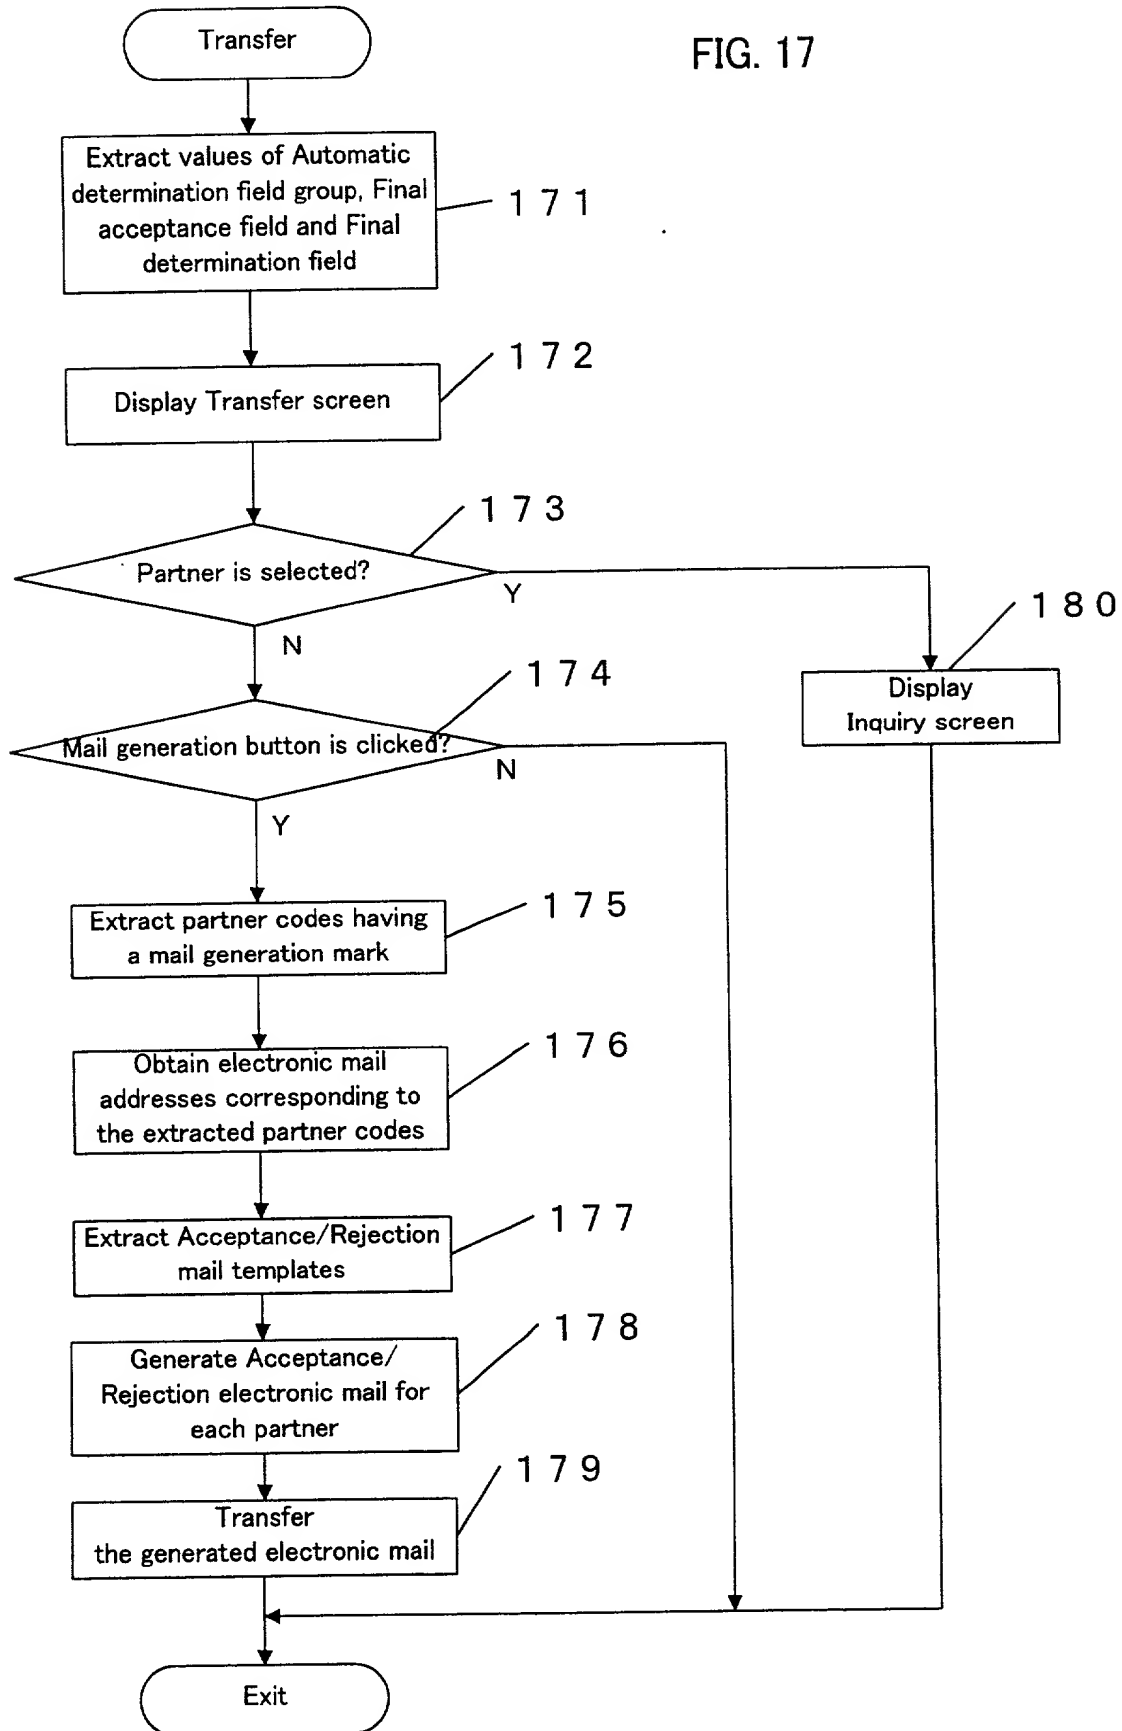 Transfer
FIG. 17
Extract values of Automatic
determination field group, Final
acceptance field and Final
determination field
171
172
Display Transfer screen
173
Partner is selected?
Y
N
180
Display
Inquiry screen
174
Mail generation button is clicked?
N
Y
175
Extract partner codes having
a mail generation mark
176
Obtain electronic mail
addresses corresponding to
the extracted partner codes
177
Extract Acceptance/Rejection
mail templates
178
Generate Acceptance/
Rejection electronic mail for
each partner
179
Transfer
the generated electronic mail
Exit